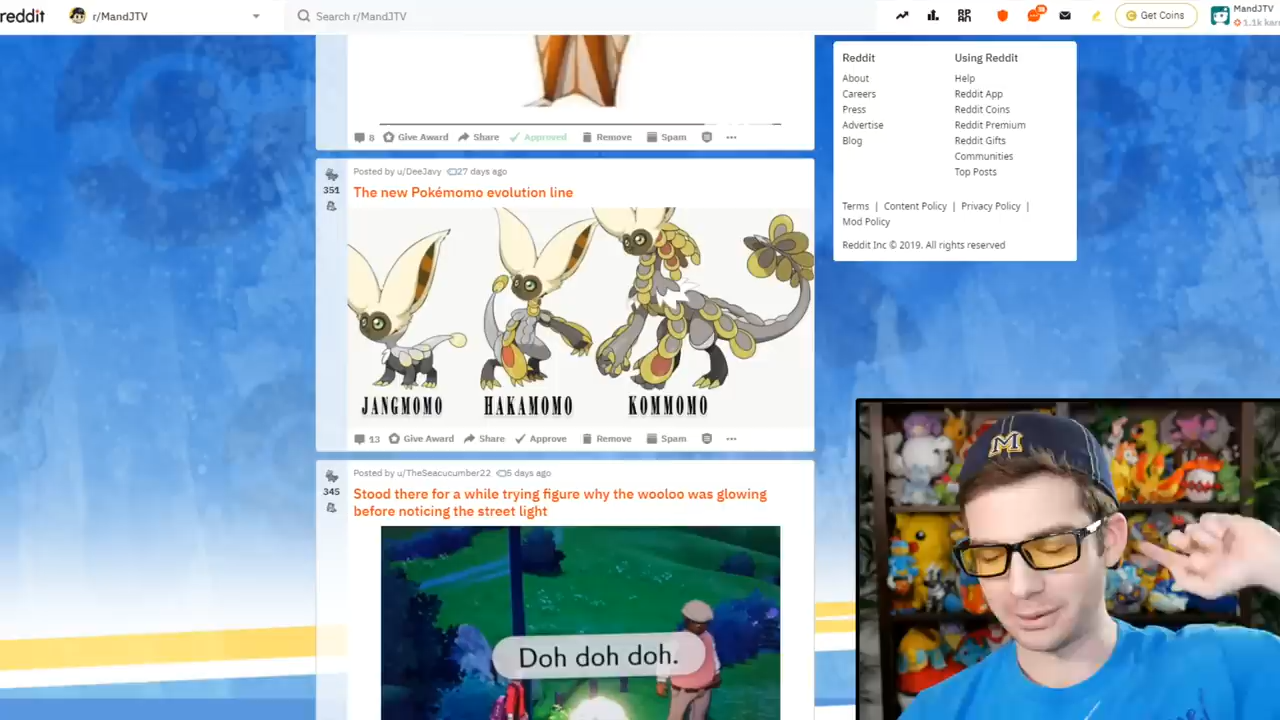 reddit
r/MandJTV
Search r/MandJTV
Get Coins
MandJTV
1.1k karm
Reddit
Using Reddit
About
Help
Careers
Reddit App
Press
Reddit Coins
Advertise
Reddit Premium
Blog
Reddit Gifts
Communities
Top Posts
Terms | Content Policy | Privacy Policy |
Mod Policy
Reddit Inc © 2019. All rights reserved
8 Give Award Share Approved Remove Spam
Posted by u/DeeJavy 27 days ago
351
The new Pokémomo evolution line
JANGMOMO HAKAMOMO KOMMOMO
13 Give Award Share Approve Remove Spam
Posted by u/TheSeacucumber22 5 days ago
345
Stood there for a while trying figure why the wooloo was glowing
before noticing the street light
Doh doh doh.
M